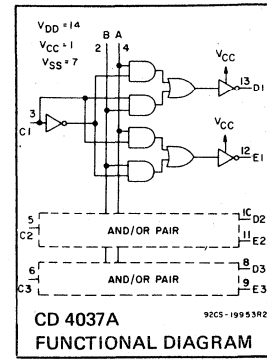 VDD = 14
VCC = 1
VSS = 7
B A
2 4
VCC
13 D1
3
C1
VCC
12 E1
5
C2
AND/OR PAIR
10 D2
11 E2
6
C3
AND/OR PAIR
8 D3
9 E3
92CS-19953R2
CD 4037A
FUNCTIONAL DIAGRAM